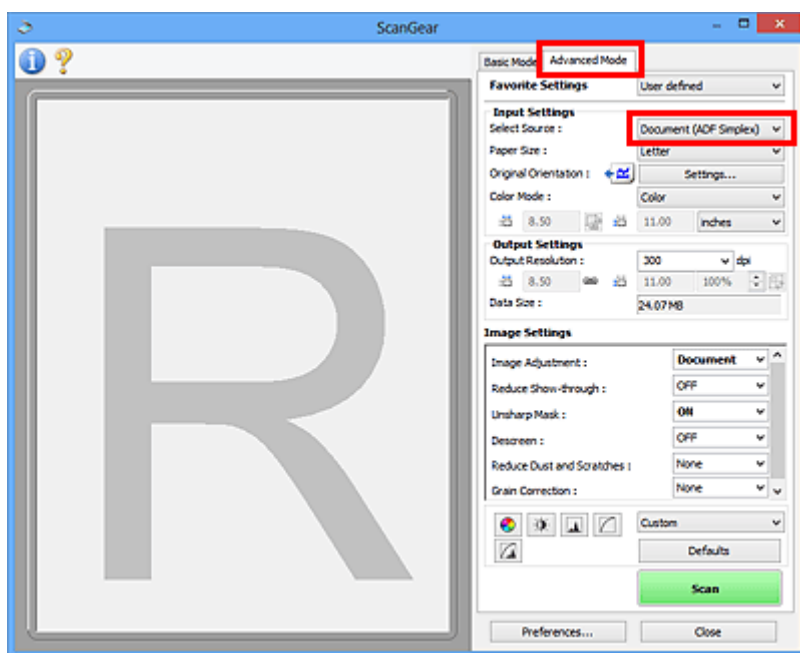 ScanGear
Basic Mode Advanced Mode
Favorite Settings User defined
Input Settings
Select Source : Document (ADF Simplex)
Paper Size : Letter
Original Orientation : Settings...
Color Mode : Color
8.50 11.00 inches
Output Settings
Output Resolution : 300 dpi
8.50 11.00 100%
Data Size : 24.07MB
Image Settings
Image Adjustment : Document
Reduce Show-through : OFF
Unsharp Mask : ON
Descreen : OFF
Reduce Dust and Scratches : None
Grain Correction : None
Custom
Defaults
Scan
Preferences... Close
R